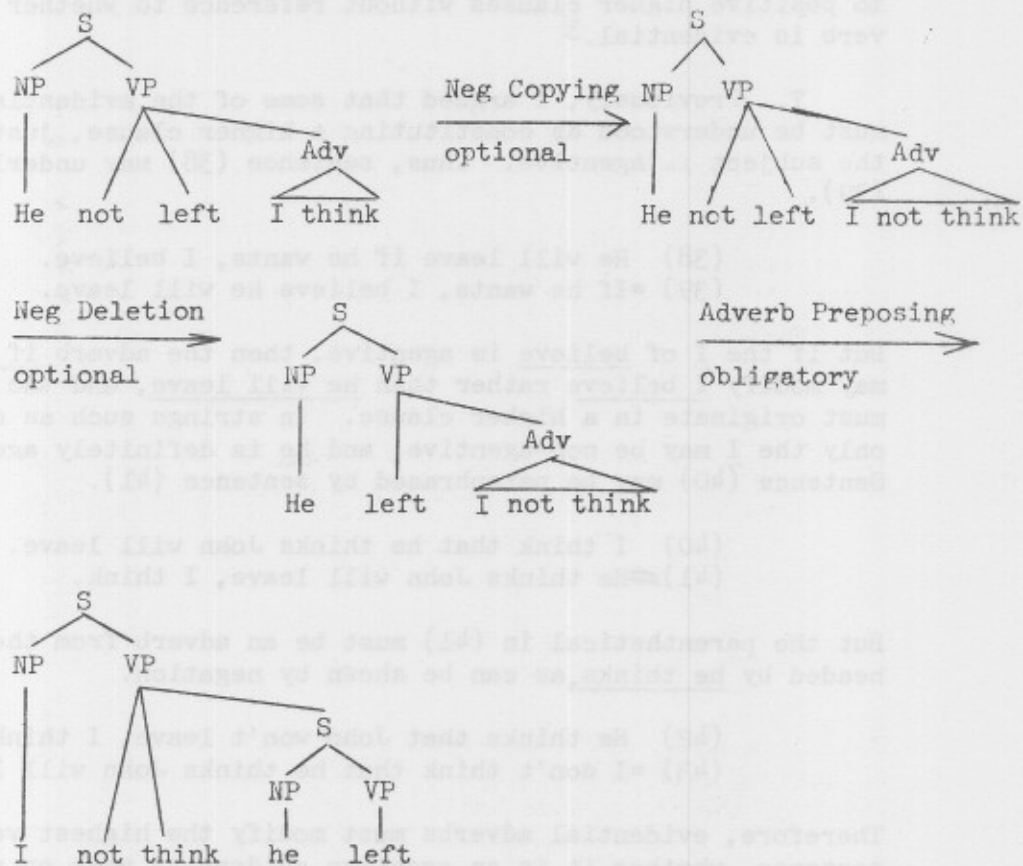 S
NP VP
Adv
He not left I think
Neg Copying
optional
S
NP VP
Adv
He not left I not think
Neg Deletion
optional
S
NP VP
Adv
He left I not think
Adverb Preposing
obligatory
S
NP VP
S
NP VP
I not think he left